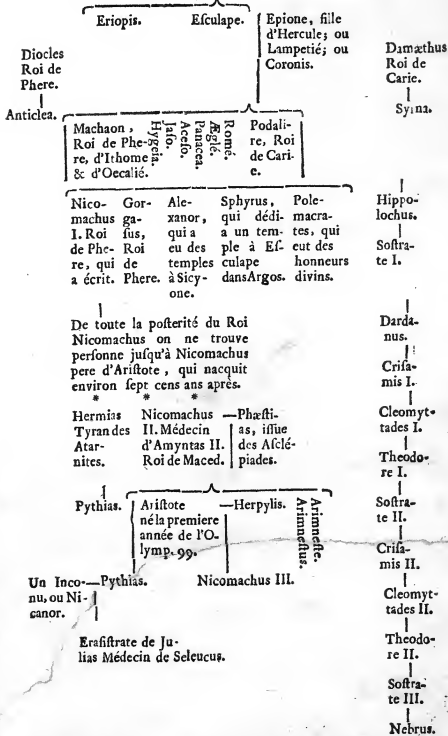 Eriopis.
Eſculape.
Epione, fille
d'Hercule; ou
Lampetié; ou
Coronis.
Diocles
Roi de
Phere.
Damæthus
Roi de
Carie.
Anticlea.
Syrna.
Machaon,
Roi de Phe-
re, d'Ithome
& d'Oecalié.
Hygeia.
Jaſo.
Aceſo.
Panacea.
Æglé.
Romé.
Podali-
re, Roi
de Cari-
e.
Nico-
machus
I. Roi
de Phe-
re, qui
a écrit.
Gor-
ga-
ſus,
Roi
de
Phere.
Ale-
xanor,
qui a
eu des
temples
à Sicy-
one.
Sphyrus,
qui dédi-
a un tem-
ple à Eſ-
culape
dans Argos.
Pole-
macra-
tes, qui
eut des
honneurs
divins.
Hippo-
lochus.
Soſtra-
te I.
De toute la poſterité du Roi
Nicomachus on ne trouve
perſonne juſqu'à Nicomachus
pere d'Ariſtote, qui nacquit
environ ſept cens ans après.
* * *
Darda-
nus.
Criſa-
mis I.
Hermias
Tyran des
Atar-
nites.
Nicomachus
II. Médecin
d'Amyntas II.
Roi de Maced.
—Phæſti-
as, iſſue
des Aſclé-
piades.
Cleomyt-
tades I.
Theodo-
re I.
Pythias.
Ariſtote
né la premiere
année de l'O-
lymp. 99.
—Herpylis.
Arimneſte.
Arimneſtus.
Soſtra-
te II.
Criſa-
mis II.
Un Inco-
nu, ou Ni-
canor.
—Pythias.
Nicomachus III.
Cleomyt-
tades II.
Eraſiſtrate de Ju-
lias Médecin de Seleucus.
Theodo-
re II.
Soſtra-
te III.
Nebrus.